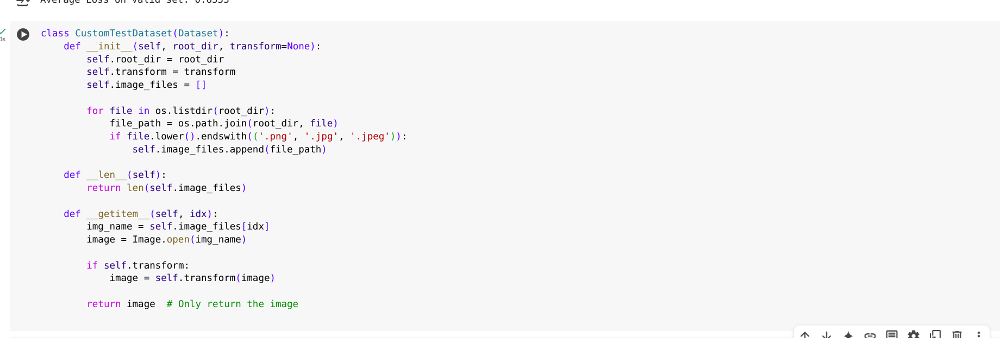 Average Loss on valid set: 0.6333
0s
class CustomTestDataset(Dataset):
    def __init__(self, root_dir, transform=None):
        self.root_dir = root_dir
        self.transform = transform
        self.image_files = []

        for file in os.listdir(root_dir):
            file_path = os.path.join(root_dir, file)
            if file.lower().endswith(('.png', '.jpg', '.jpeg')):
                self.image_files.append(file_path)

    def __len__(self):
        return len(self.image_files)

    def __getitem__(self, idx):
        img_name = self.image_files[idx]
        image = Image.open(img_name)

        if self.transform:
            image = self.transform(image)

        return image  # Only return the image